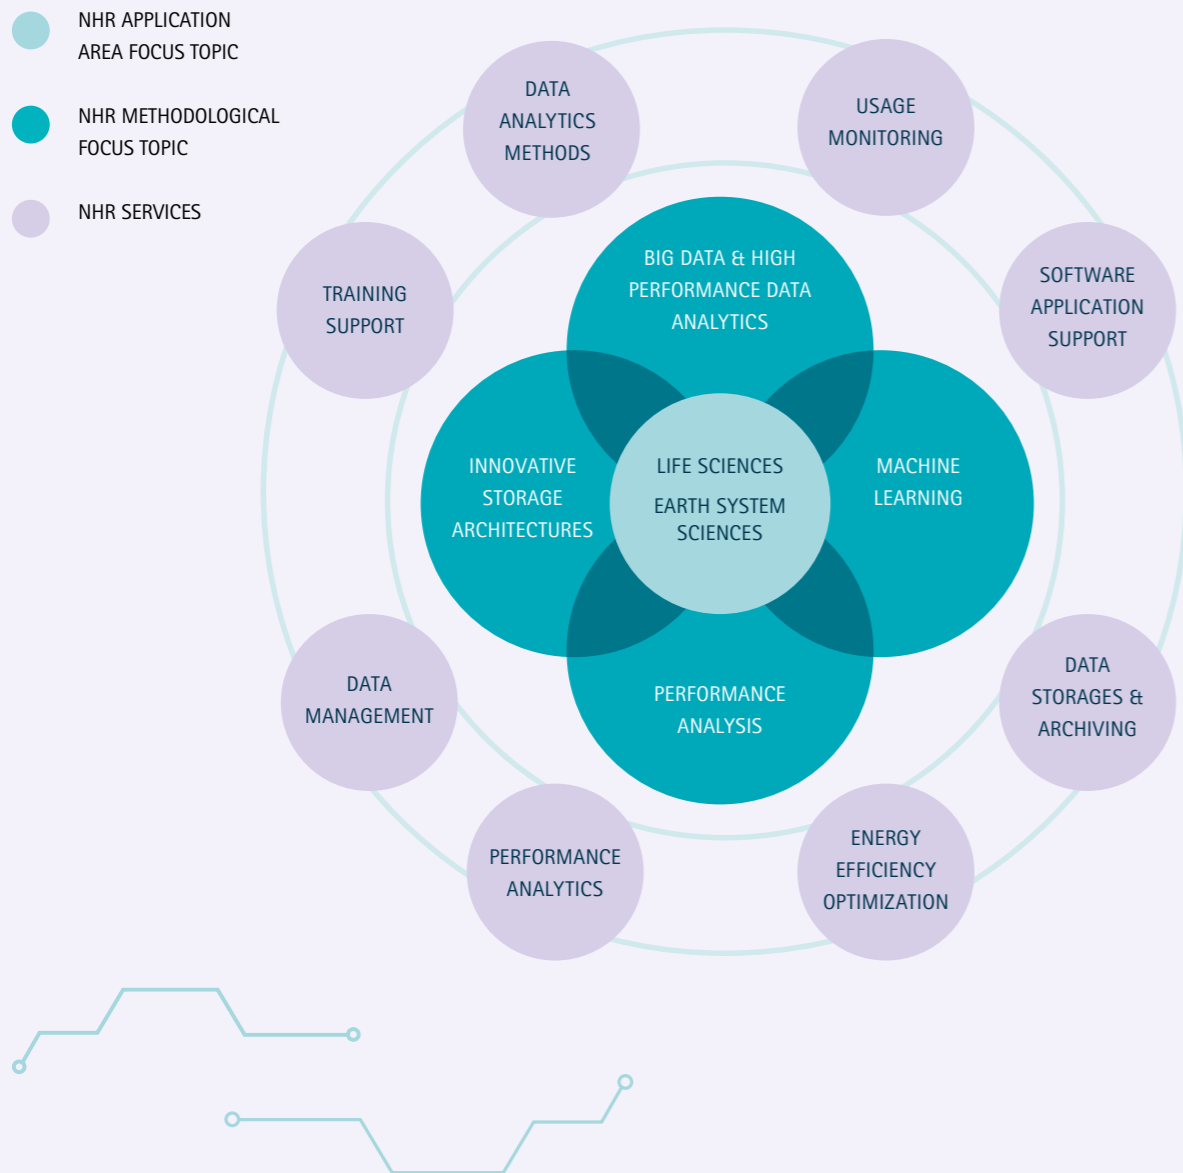 NHR APPLICATION
AREA FOCUS TOPIC
NHR METHODOLOGICAL
FOCUS TOPIC
NHR SERVICES
DATA
ANALYTICS
METHODS
USAGE
MONITORING
TRAINING
SUPPORT
BIG DATA & HIGH
PERFORMANCE DATA
ANALYTICS
SOFTWARE
APPLICATION
SUPPORT
INNOVATIVE
STORAGE
ARCHITECTURES
LIFE SCIENCES
EARTH SYSTEM
SCIENCES
MACHINE
LEARNING
DATA
MANAGEMENT
PERFORMANCE
ANALYSIS
DATA
STORAGES &
ARCHIVING
PERFORMANCE
ANALYTICS
ENERGY
EFFICIENCY
OPTIMIZATION